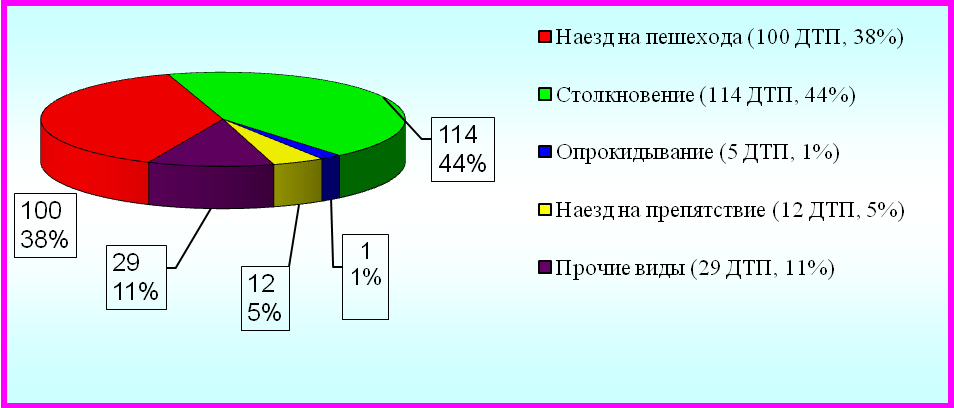 Наезд на пешехода (100 ДТП, 38%)
Столкновение (114 ДТП, 44%)
Опрокидывание (5 ДТП, 1%)
Наезд на препятствие (12 ДТП, 5%)
Прочие виды (29 ДТП, 11%)
114
44%
100
38%
29
11%
12
5%
1
1%